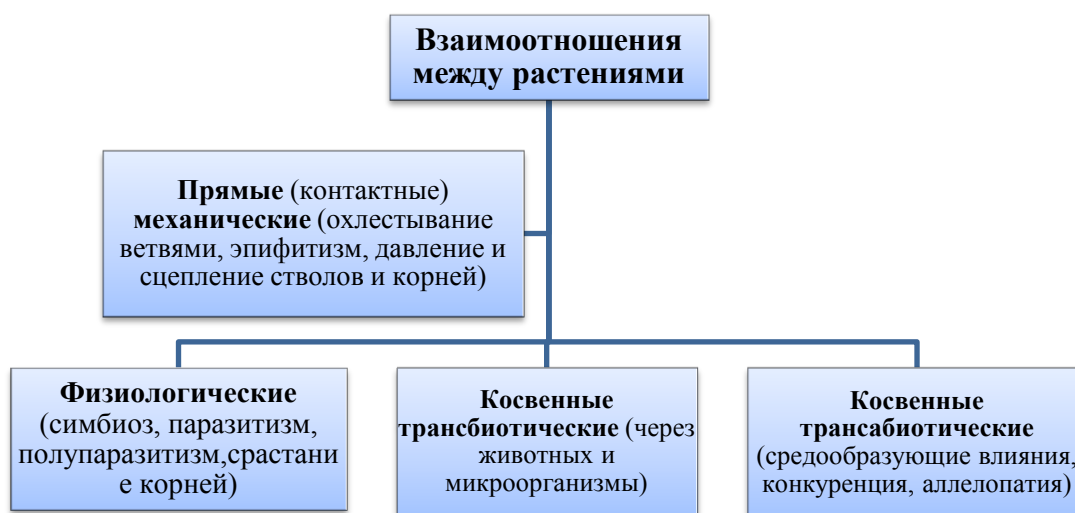 Взаимоотношения
между растениями
Прямые (контактные)
механические (охлестывание
ветвями, эпифитизм, давление и
сцепление стволов и корней)
Физиологические
(симбиоз, паразитизм,
полупаразитизм,срастани
е корней)
Косвенные
трансбиотические (через
животных и
микроорганизмы)
Косвенные
трансабиотические
(средообразующие влияния,
конкуренция, аллелопатия)